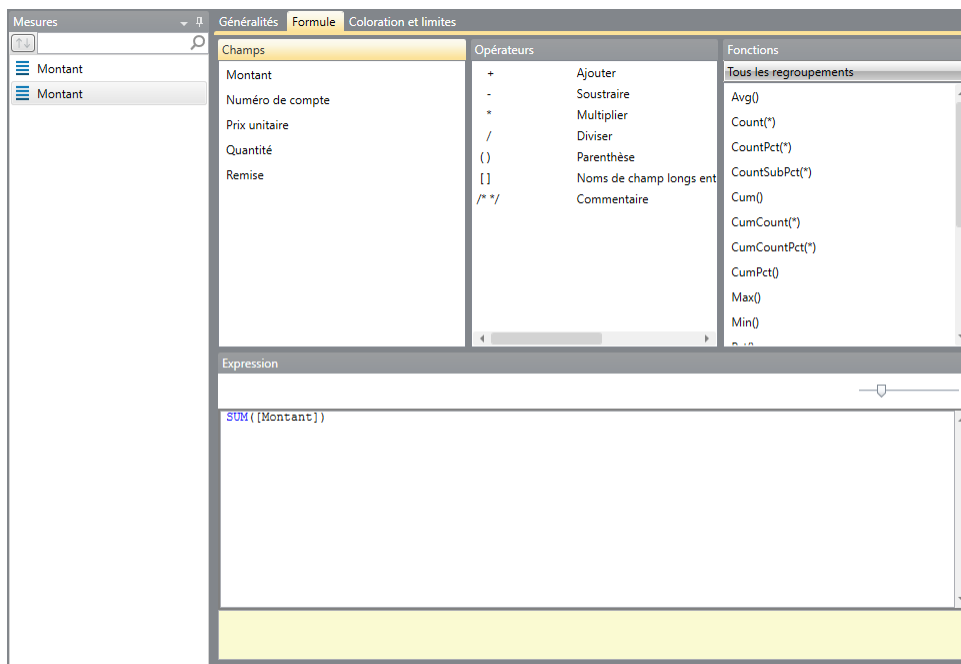 Mesures
Montant
Montant
Généralités Formule Coloration et limites
Champs
Montant
Numéro de compte
Prix unitaire
Quantité
Remise
Opérateurs
+ Ajouter
- Soustraire
* Multiplier
/ Diviser
( ) Parenthèse
[ ] Noms de champ longs ent
/* */ Commentaire
Fonctions
Tous les regroupements
Avg()
Count(*)
CountPct(*)
CountSubPct(*)
Cum()
CumCount(*)
CumCountPct(*)
CumPct()
Max()
Min()
Expression
SUM([Montant])